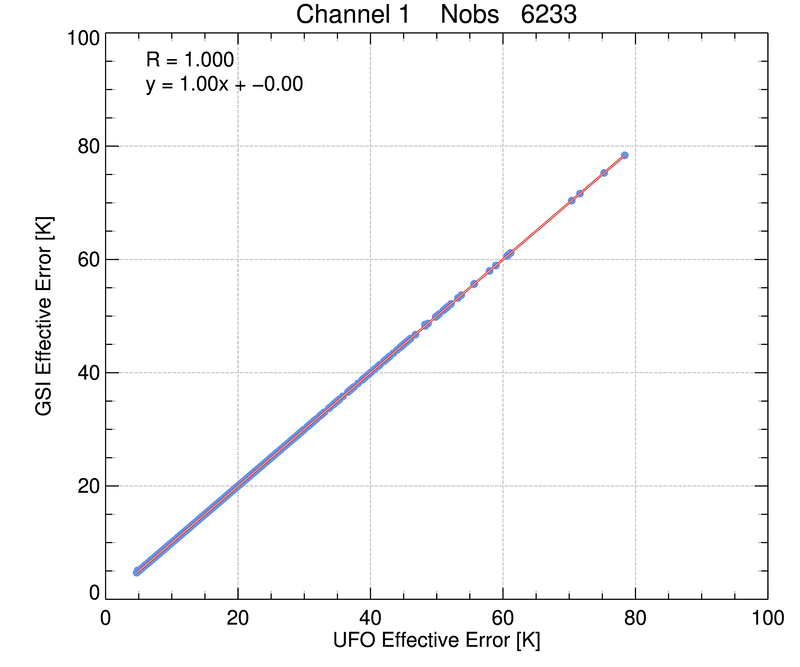 Channel 1 Nobs 6233
R = 1.000
y = 1.00x + −0.00
GSI Effective Error [K]
100
80
60
40
20
0
0 20 40 60 80 100
UFO Effective Error [K]